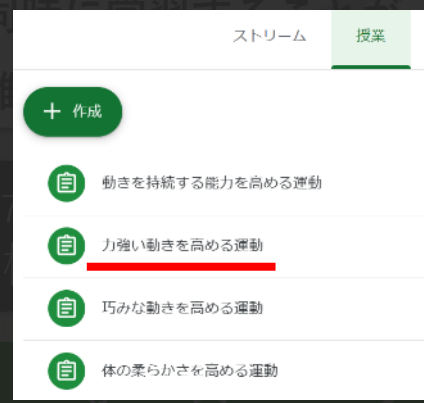 ストリーム 授業
+ 作成
動きを持続する能力を高める運動
力強い動きを高める運動
巧みな動きを高める運動
体の柔らかさを高める運動